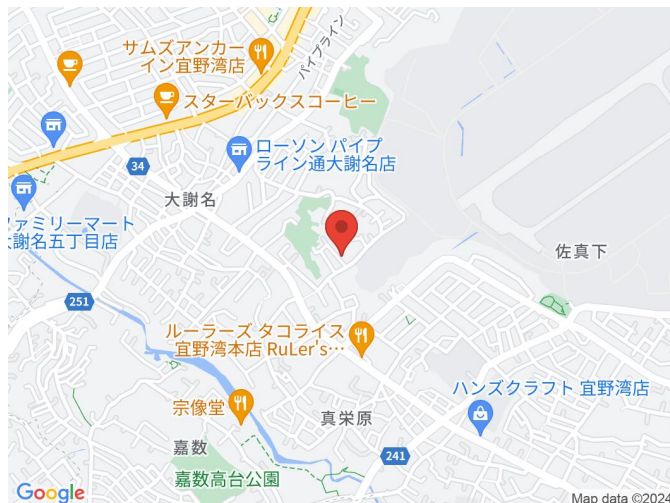 サムズアンカー
イン宜野湾店
パイプライン
スターバックスコーヒー
ローソン パイプ
ライン通大謝名店
34
大謝名
ファミリーマート
大謝名五丁目店
佐真下
251
ルーラーズ タコライス
宜野湾本店 RuLer's…
ハンズクラフト 宜野湾店
宗像堂
真栄原
嘉数
241
嘉数高台公園
Google
Map data ©2024